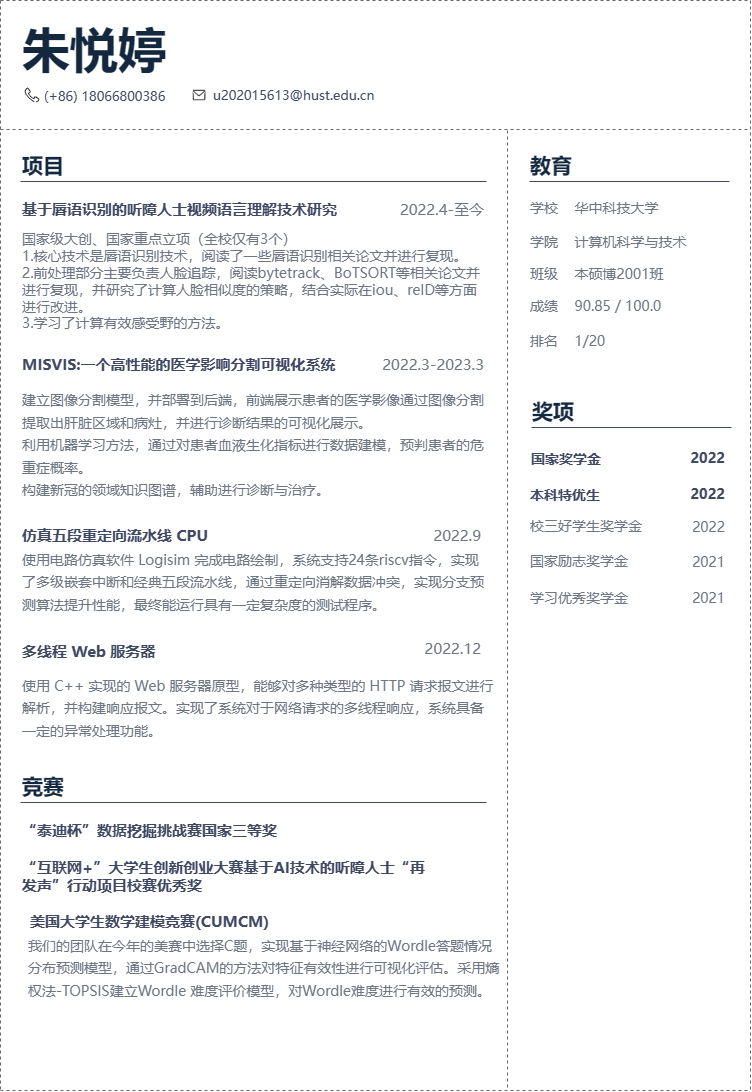 朱悦婷
(+86) 18066800386 u202015613@hust.edu.cn
项目
基于唇语识别的听障人士视频语言理解技术研究 2022.4-至今
国家级大创、国家重点立项（全校仅有3个）
1.核心技术是唇语识别技术，阅读了一些唇语识别相关论文并进行复现。
2.前处理部分主要负责人脸追踪，阅读bytetrack、BoTSORT等相关论文并
进行复现，并研究了计算人脸相似度的策略，结合实际在iou、reID等方面
进行改进。
3.学习了计算有效感受野的方法。
MISVIS:一个高性能的医学影响分割可视化系统 2022.3-2023.3
建立图像分割模型，并部署到后端，前端展示患者的医学影像通过图像分割
提取出肝脏区域和病灶，并进行诊断结果的可视化展示。
利用机器学习方法，通过对患者血液生化指标进行数据建模，预判患者的危
重症概率。
构建新冠的领域知识图谱，辅助进行诊断与治疗。
仿真五段重定向流水线 CPU 2022.9
使用电路仿真软件 Logisim 完成电路绘制，系统支持24条riscv指令，实现
了多级嵌套中断和经典五段流水线，通过重定向消解数据冲突，实现分支预
测算法提升性能，最终能运行具有一定复杂度的测试程序。
多线程 Web 服务器 2022.12
使用 C++ 实现的 Web 服务器原型，能够对多种类型的 HTTP 请求报文进行
解析，并构建响应报文。实现了系统对于网络请求的多线程响应，系统具备
一定的异常处理功能。
竞赛
“泰迪杯”数据挖掘挑战赛国家三等奖
“互联网+”大学生创新创业大赛基于AI技术的听障人士“再
发声”行动项目校赛优秀奖
美国大学生数学建模竞赛(CUMCM)
我们的团队在今年的美赛中选择C题，实现基于神经网络的Wordle答题情况
分布预测模型，通过GradCAM的方法对特征有效性进行可视化评估。采用熵
权法-TOPSIS建立Wordle 难度评价模型，对Wordle难度进行有效的预测。
教育
学校 华中科技大学
学院 计算机科学与技术
班级 本硕博2001班
成绩 90.85 / 100.0
排名 1/20
奖项
国家奖学金 2022
本科特优生 2022
校三好学生奖学金 2022
国家励志奖学金 2021
学习优秀奖学金 2021